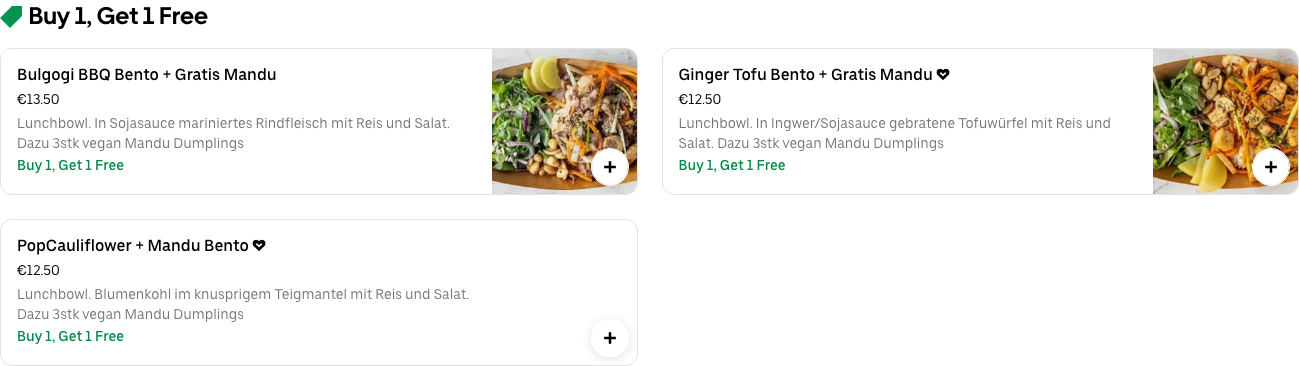 Buy 1, Get 1 Free
Bulgogi BBQ Bento + Gratis Mandu
€13.50
Lunchbowl. In Sojasauce mariniertes Rindfleisch mit Reis und Salat.
Dazu 3stk vegan Mandu Dumplings
Buy 1, Get 1 Free
Ginger Tofu Bento + Gratis Mandu
€12.50
Lunchbowl. In Ingwer/Sojasauce gebratene Tofuwürfel mit Reis und
Salat. Dazu 3stk vegan Mandu Dumplings
Buy 1, Get 1 Free
PopCauliflower + Mandu Bento
€12.50
Lunchbowl. Blumenkohl im knusprigem Teigmantel mit Reis und Salat.
Dazu 3stk vegan Mandu Dumplings
Buy 1, Get 1 Free